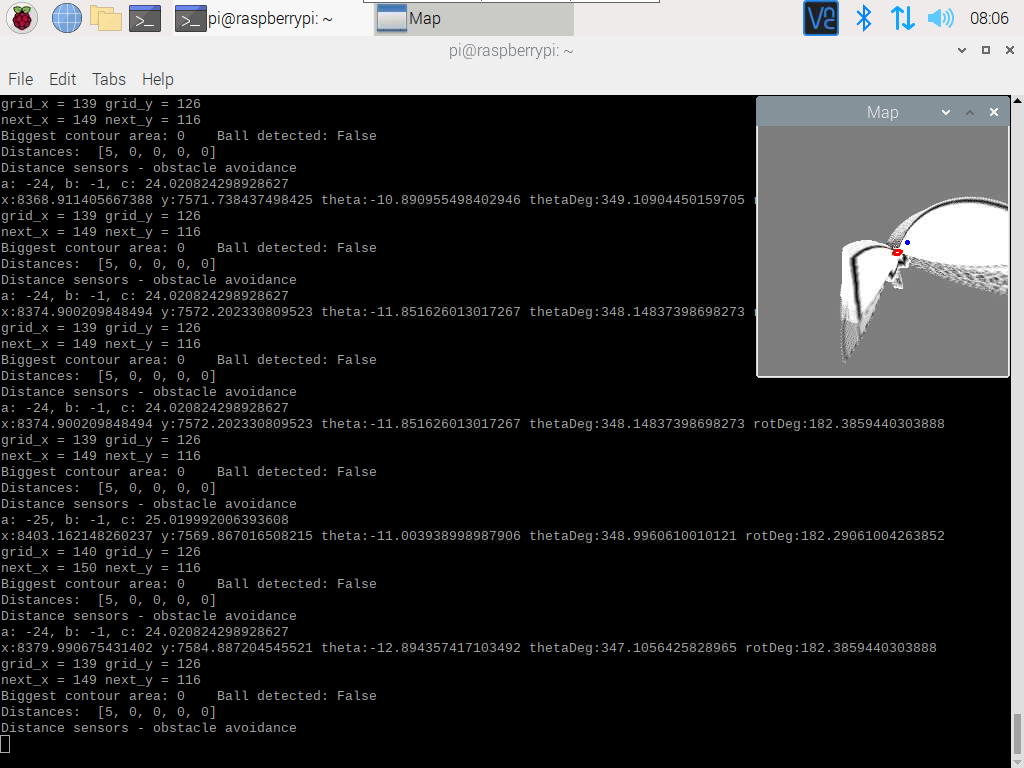 pi@raspberrypi: ~
Map
08:06
pi@raspberrypi: ~
File Edit Tabs Help
grid_x = 139 grid_y = 126
next_x = 149 next_y = 116
Biggest contour area: 0    Ball detected: False
Distances:  [5, 0, 0, 0, 0]
Distance sensors - obstacle avoidance
a: -24, b: -1, c: 24.020824298928627
x:8368.911405667388 y:7571.738437498425 theta:-10.890955498402946 thetaDeg:349.10904450159705
grid_x = 139 grid_y = 126
next_x = 149 next_y = 116
Biggest contour area: 0    Ball detected: False
Distances:  [5, 0, 0, 0, 0]
Distance sensors - obstacle avoidance
a: -24, b: -1, c: 24.020824298928627
x:8374.900209848494 y:7572.202330809523 theta:-11.851626013017267 thetaDeg:348.14837398698273
grid_x = 139 grid_y = 126
next_x = 149 next_y = 116
Biggest contour area: 0    Ball detected: False
Distances:  [5, 0, 0, 0, 0]
Distance sensors - obstacle avoidance
a: -24, b: -1, c: 24.020824298928627
x:8374.900209848494 y:7572.202330809523 theta:-11.851626013017267 thetaDeg:348.14837398698273 rotDeg:182.3859440303888
grid_x = 139 grid_y = 126
next_x = 149 next_y = 116
Biggest contour area: 0    Ball detected: False
Distances:  [5, 0, 0, 0, 0]
Distance sensors - obstacle avoidance
a: -25, b: -1, c: 25.019992006393608
x:8403.162148260237 y:7569.867016508215 theta:-11.003938998987906 thetaDeg:348.9960610010121 rotDeg:182.29061004263852
grid_x = 140 grid_y = 126
next_x = 150 next_y = 116
Biggest contour area: 0    Ball detected: False
Distances:  [5, 0, 0, 0, 0]
Distance sensors - obstacle avoidance
a: -24, b: -1, c: 24.020824298928627
x:8379.990675431402 y:7584.887204545521 theta:-12.894357417103492 thetaDeg:347.1056425828965 rotDeg:182.3859440303888
grid_x = 139 grid_y = 126
next_x = 149 next_y = 116
Biggest contour area: 0    Ball detected: False
Distances:  [5, 0, 0, 0, 0]
Distance sensors - obstacle avoidance
Map